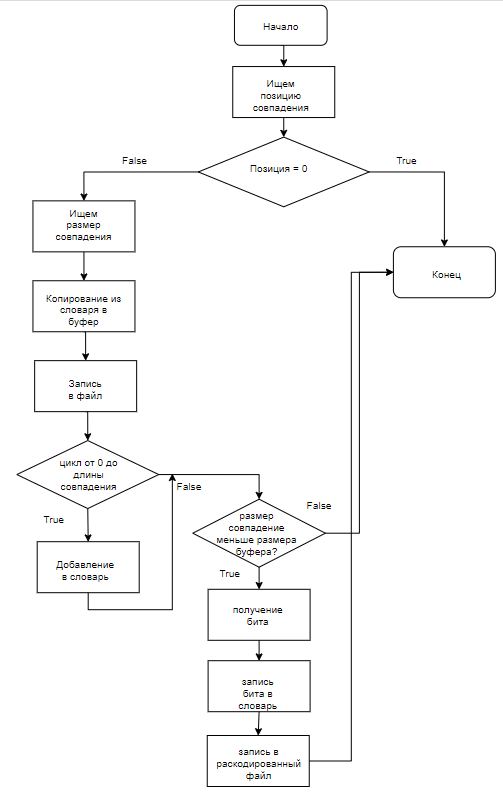 Начало
Ищем
позицию
совпадения
Позиция = 0
False
True
Ищем
размер
совпадения
Конец
Копирование из
словаря в
буфер
Запись
в файл
цикл от 0 до
длины
совпадения
False
True
размер
совпадение
меньше размера
буфера?
False
True
Добавление
в словарь
получение
бита
запись
бита в
словарь
запись в
раскодированный
файл